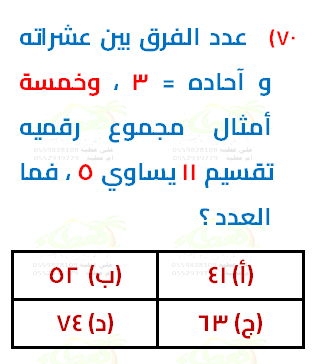 ٧٠) عدد الفرق بين عشراته
و آحاده = ٣ ، وخمسة
أمثال مجموع رقميه
تقسيم ١١ يساوي ٥ ، فما
العدد ؟
(أ) ٤١ (ب) ٥٢
(ج) ٦٣ (د) ٧٤